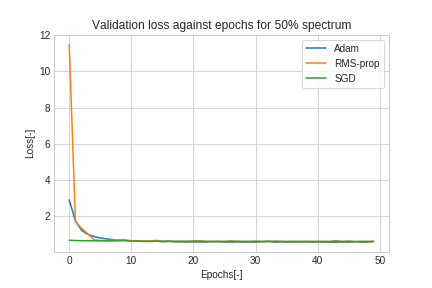 Validation loss against epochs for 50% spectrum
12
10
8
6
4
2
Loss[-]
Adam
RMS-prop
SGD
0 10 20 30 40 50
Epochs[-]